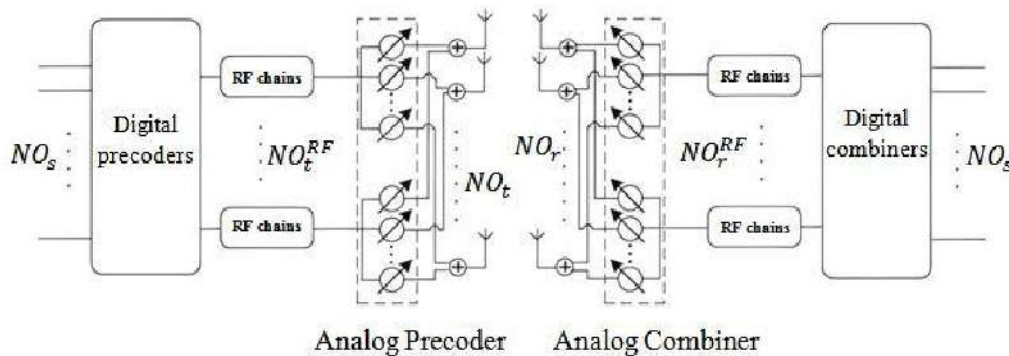 RF chains
RF chains
Digital
precoders
Digital
combiners
NO_s
NO_t^{RF}
NO_t
NO_r
NO_r^{RF}
NO_s
RF chains
RF chains
Analog Precoder
Analog Combiner